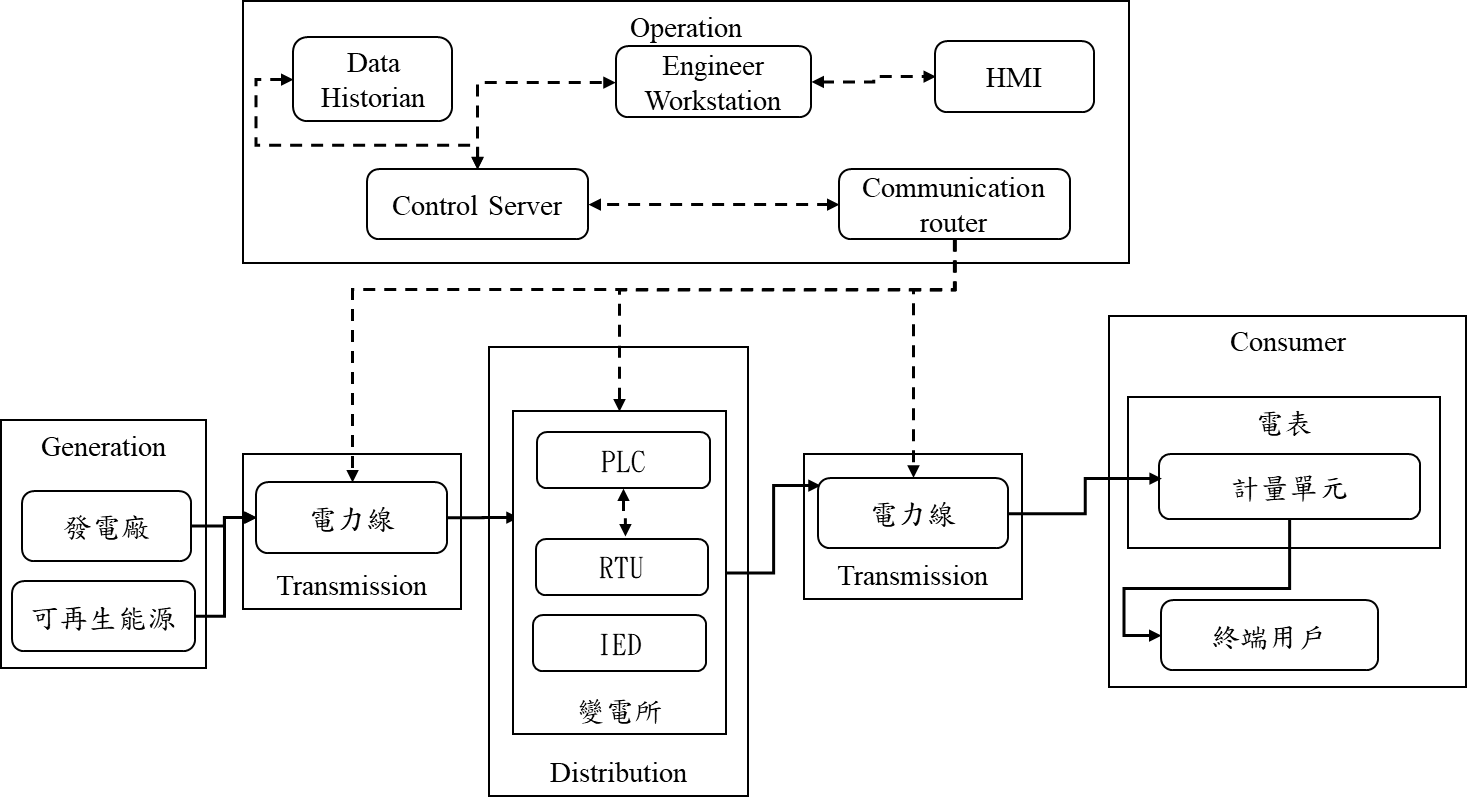 Operation
Data
Historian
Engineer
Workstation
HMI
Control Server
Communication
router
Generation
發電廠
可再生能源
電力線
Transmission
PLC
RTU
IED
變電所
Distribution
電力線
Transmission
Consumer
電表
計量單元
終端用戶